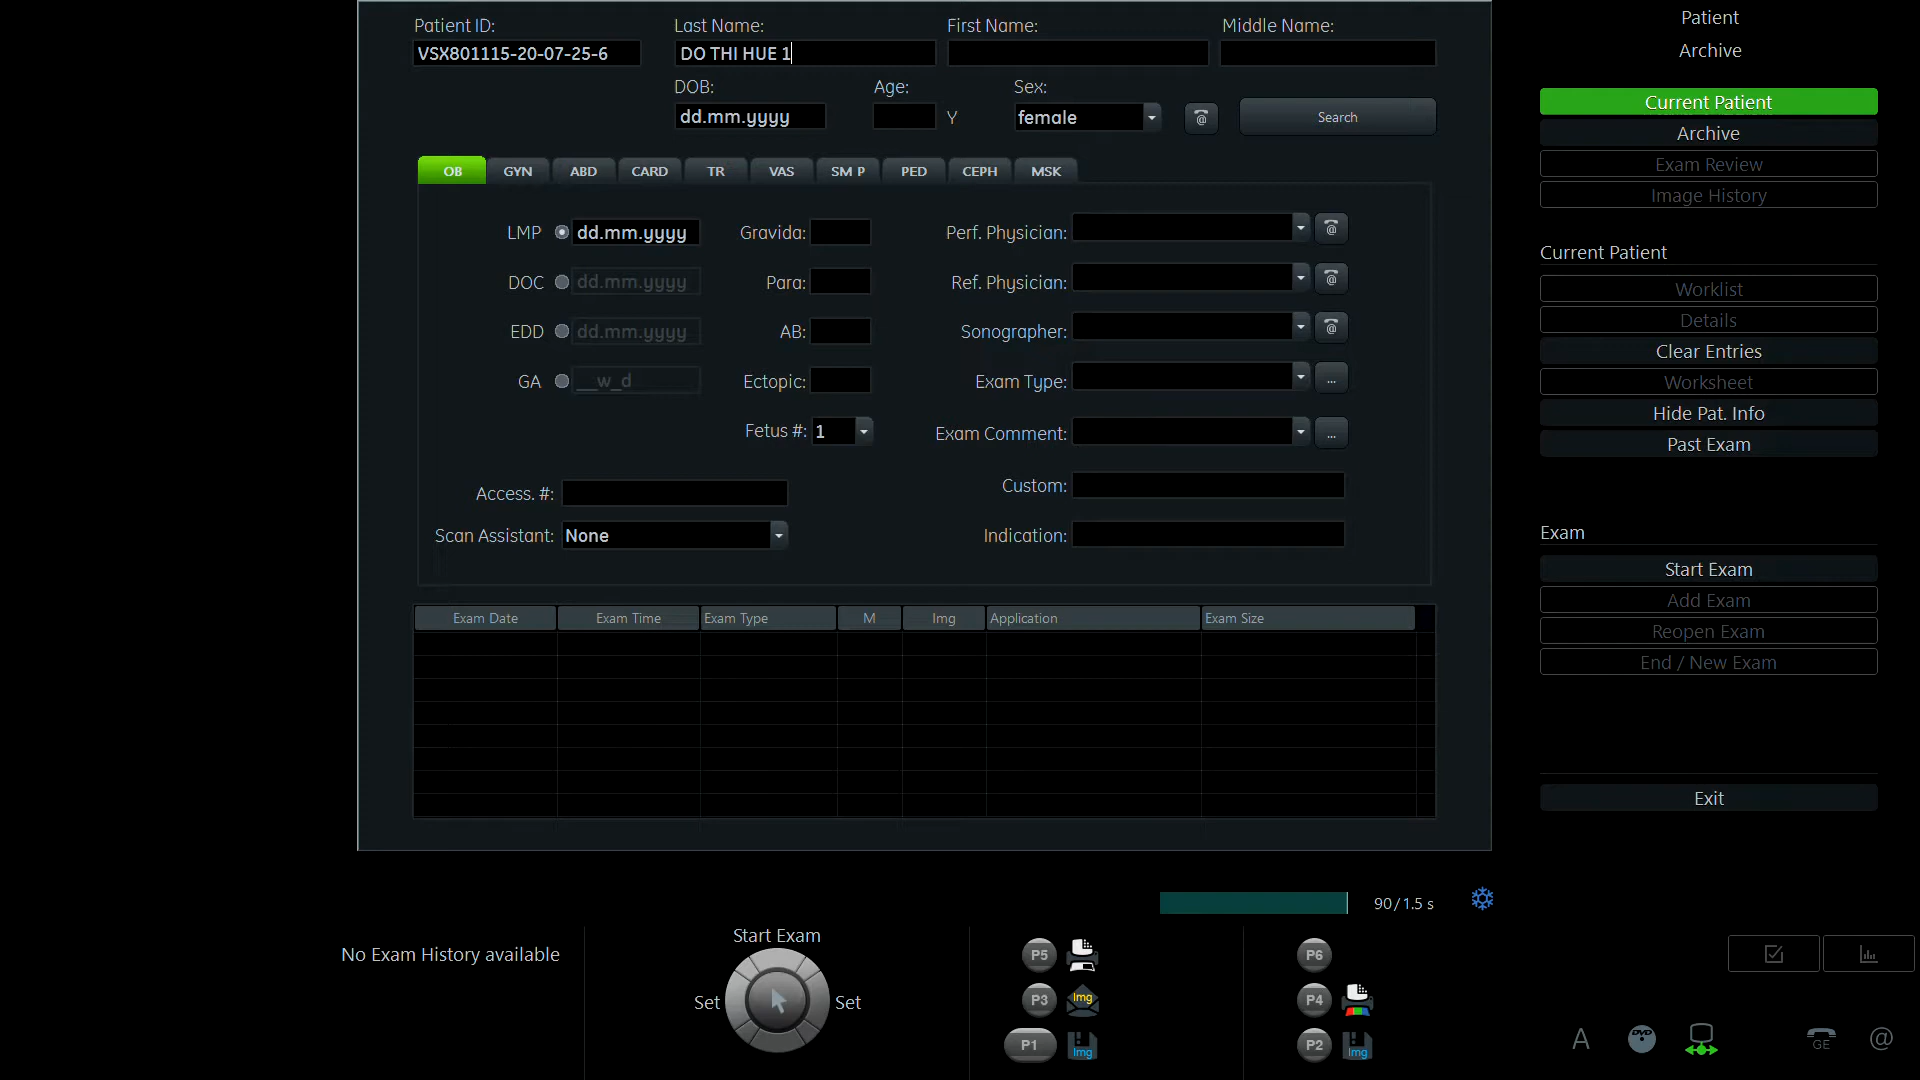 Patient ID:
Last Name:
First Name:
Middle Name:
VSX801115-20-07-25-6
DO THI HUE 1
DOB:
Age:
Sex:
dd.mm.yyyy
Y
female
Search
OB
GYN
ABD
CARD
TR
VAS
SM P
PED
CEPH
MSK
LMP
dd.mm.yyyy
Gravida:
Perf. Physician:
DOC
dd.mm.yyyy
Para:
Ref. Physician:
EDD
dd.mm.yyyy
AB:
Sonographer:
GA
__w_d
Ectopic:
Exam Type:
...
Fetus #:
1
Exam Comment:
...
Access. #:
Custom:
Scan Assistant:
None
Indication:
Exam Date
Exam Time
Exam Type
M
Img
Application
Exam Size
Patient
Archive
Current Patient
Archive
Exam Review
Image History
Current Patient
Worklist
Details
Clear Entries
Worksheet
Hide Pat. Info
Past Exam
Exam
Start Exam
Add Exam
Reopen Exam
End / New Exam
Exit
90/1.5 s
No Exam History available
Start Exam
Set
Set
P5
P3
Img
P1
Img
P6
P4
P2
Img
A
DVD
GE
@